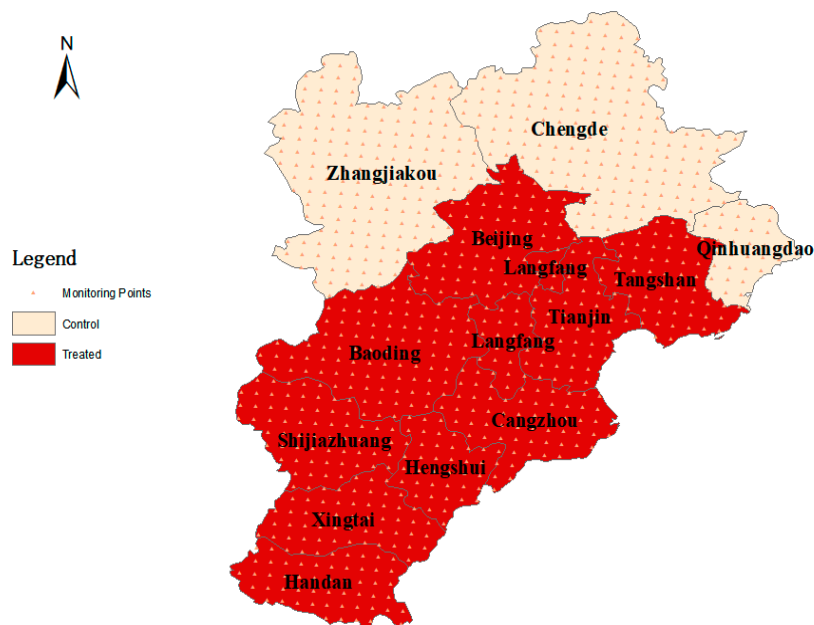 N
Chengde
Zhangjiakou
Beijing
Qinhuangdao
Langfang
Tangshan
Tianjin
Langfang
Baoding
Cangzhou
Shijiazhuang
Hengshui
Xingtai
Handan
Legend
Monitoring Points
Control
Treated